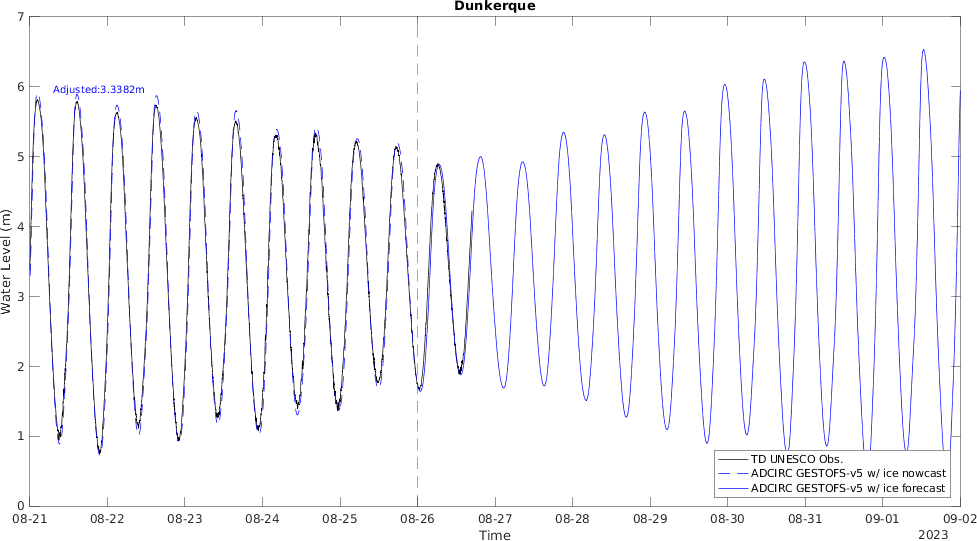 Dunkerque
7
6
5
4
3
2
1
0
Water Level (m)
Adjusted:3.3382m
TD UNESCO Obs.
ADCIRC GESTOFS-v5 w/ ice nowcast
ADCIRC GESTOFS-v5 w/ ice forecast
08-21 08-22 08-23 08-24 08-25 08-26 08-27 08-28 08-29 08-30 08-31 09-01 09-02
Time
2023